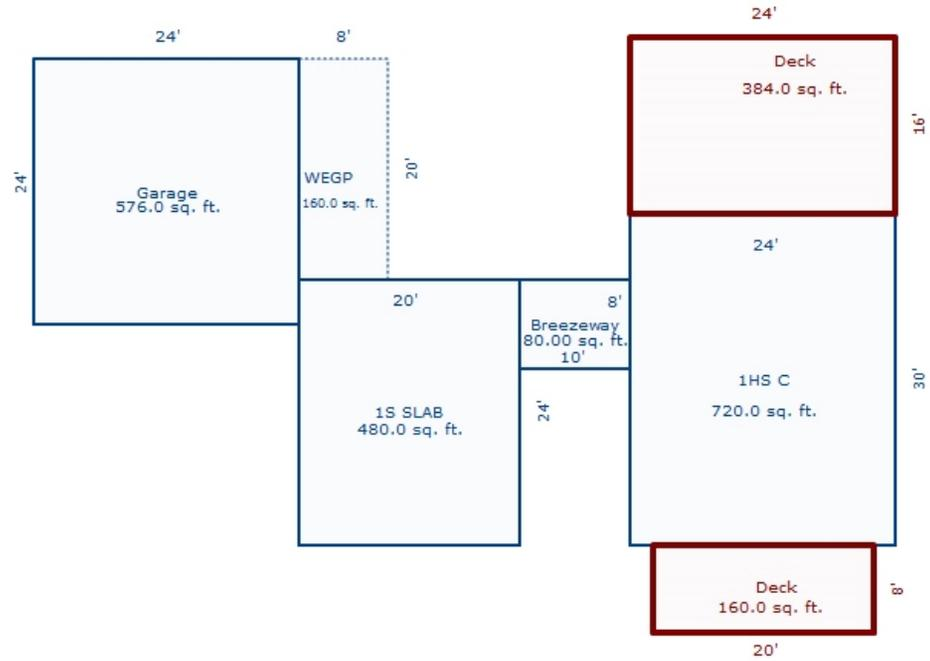 24'
24'
8'
Deck
384.0 sq. ft.
16'
24'
20'
WEGP
160.0 sq. ft.
Garage
576.0 sq. ft.
24'
20'
8'
Breezeway
80.00 sq. ft.
10'
1HS C
720.0 sq. ft.
30'
1S SLAB
480.0 sq. ft.
24'
Deck
160.0 sq. ft.
8'
20'